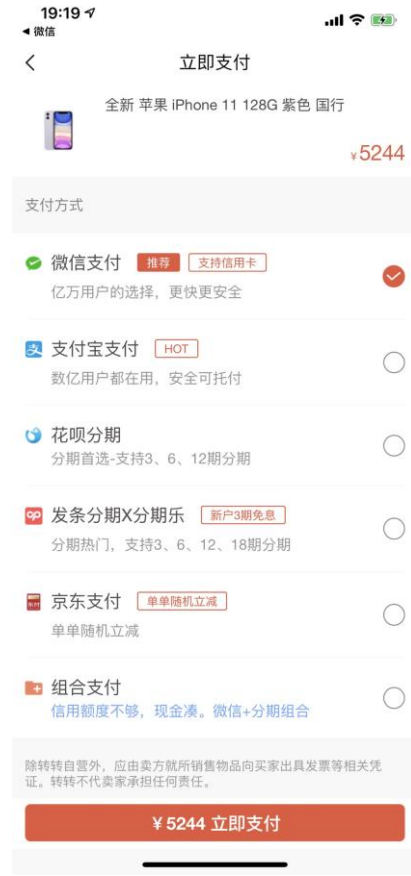 19:19
微信
立即支付
全新 苹果 iPhone 11 128G 紫色 国行
¥5244
支付方式
微信支付 推荐 支持信用卡
亿万用户的选择，更快更安全
支付宝支付 HOT
数亿用户都在用，安全可托付
花呗分期
分期首选-支持3、6、12期分期
发条分期X分期乐 新户3期免息
分期热门，支持3、6、12、18期分期
京东支付 单单随机立减
单单随机立减
组合支付
信用额度不够，现金凑。微信+分期组合
除转转自营外，应由卖方就所销售物品向买家出具发票等相关凭
证。转转不代卖家承担任何责任。
¥5244 立即支付